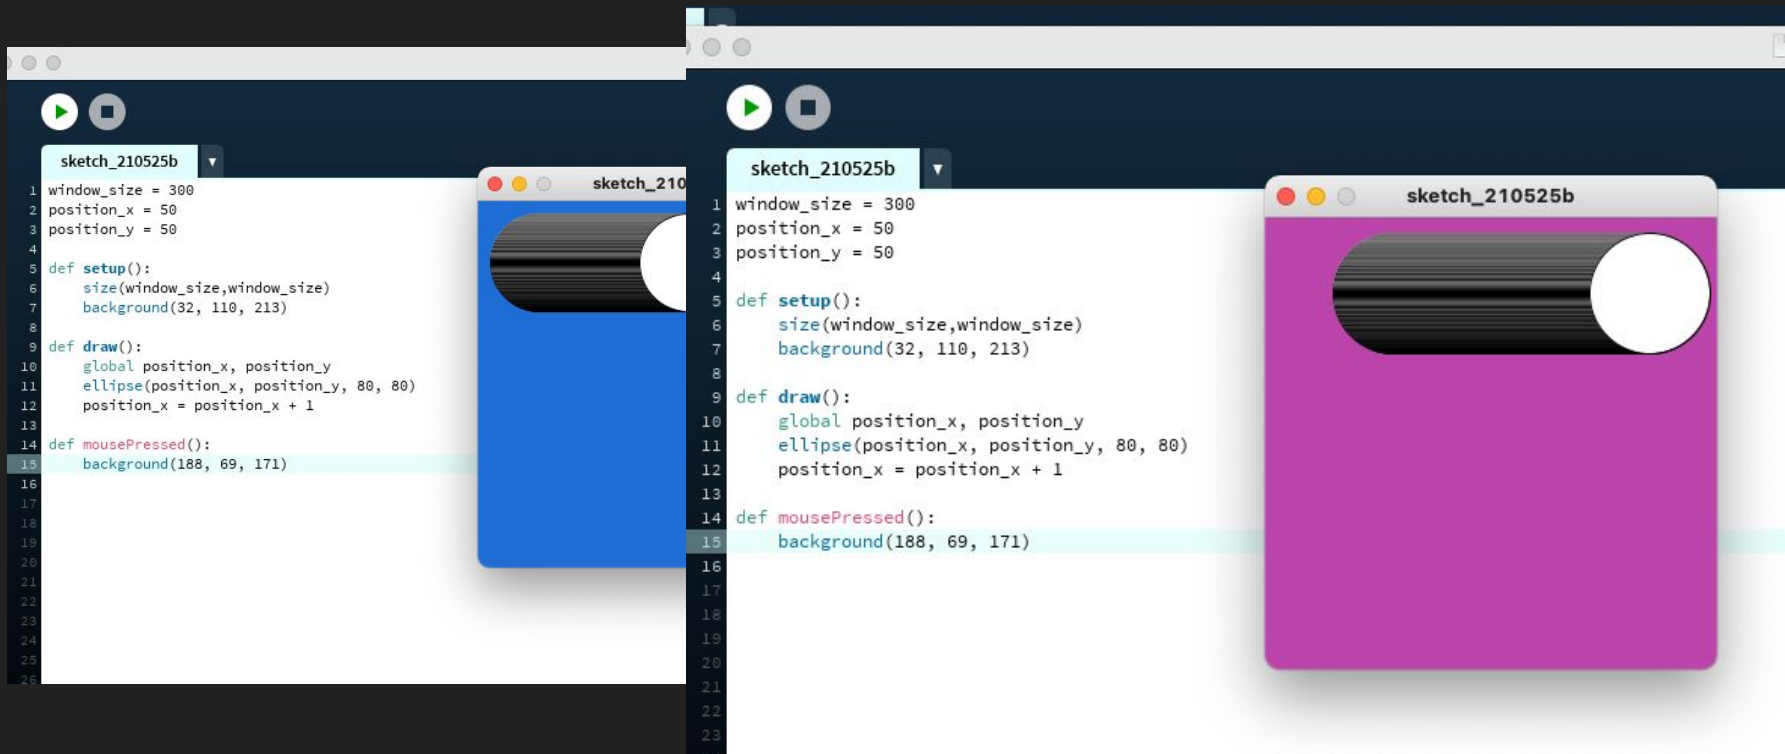 sketch_210525b
1 window_size = 300
2 position_x = 50
3 position_y = 50
4
5 def setup():
6     size(window_size,window_size)
7     background(32, 110, 213)
8
9 def draw():
10     global position_x, position_y
11     ellipse(position_x, position_y, 80, 80)
12     position_x = position_x + 1
13
14 def mousePressed():
15     background(188, 69, 171)
16
17
18
19
20
21
22
23
24
25
26
sketch_210
sketch_210525b
1 window_size = 300
2 position_x = 50
3 position_y = 50
4
5 def setup():
6     size(window_size,window_size)
7     background(32, 110, 213)
8
9 def draw():
10     global position_x, position_y
11     ellipse(position_x, position_y, 80, 80)
12     position_x = position_x + 1
13
14 def mousePressed():
15     background(188, 69, 171)
16
17
18
19
20
21
22
23
sketch_210525b